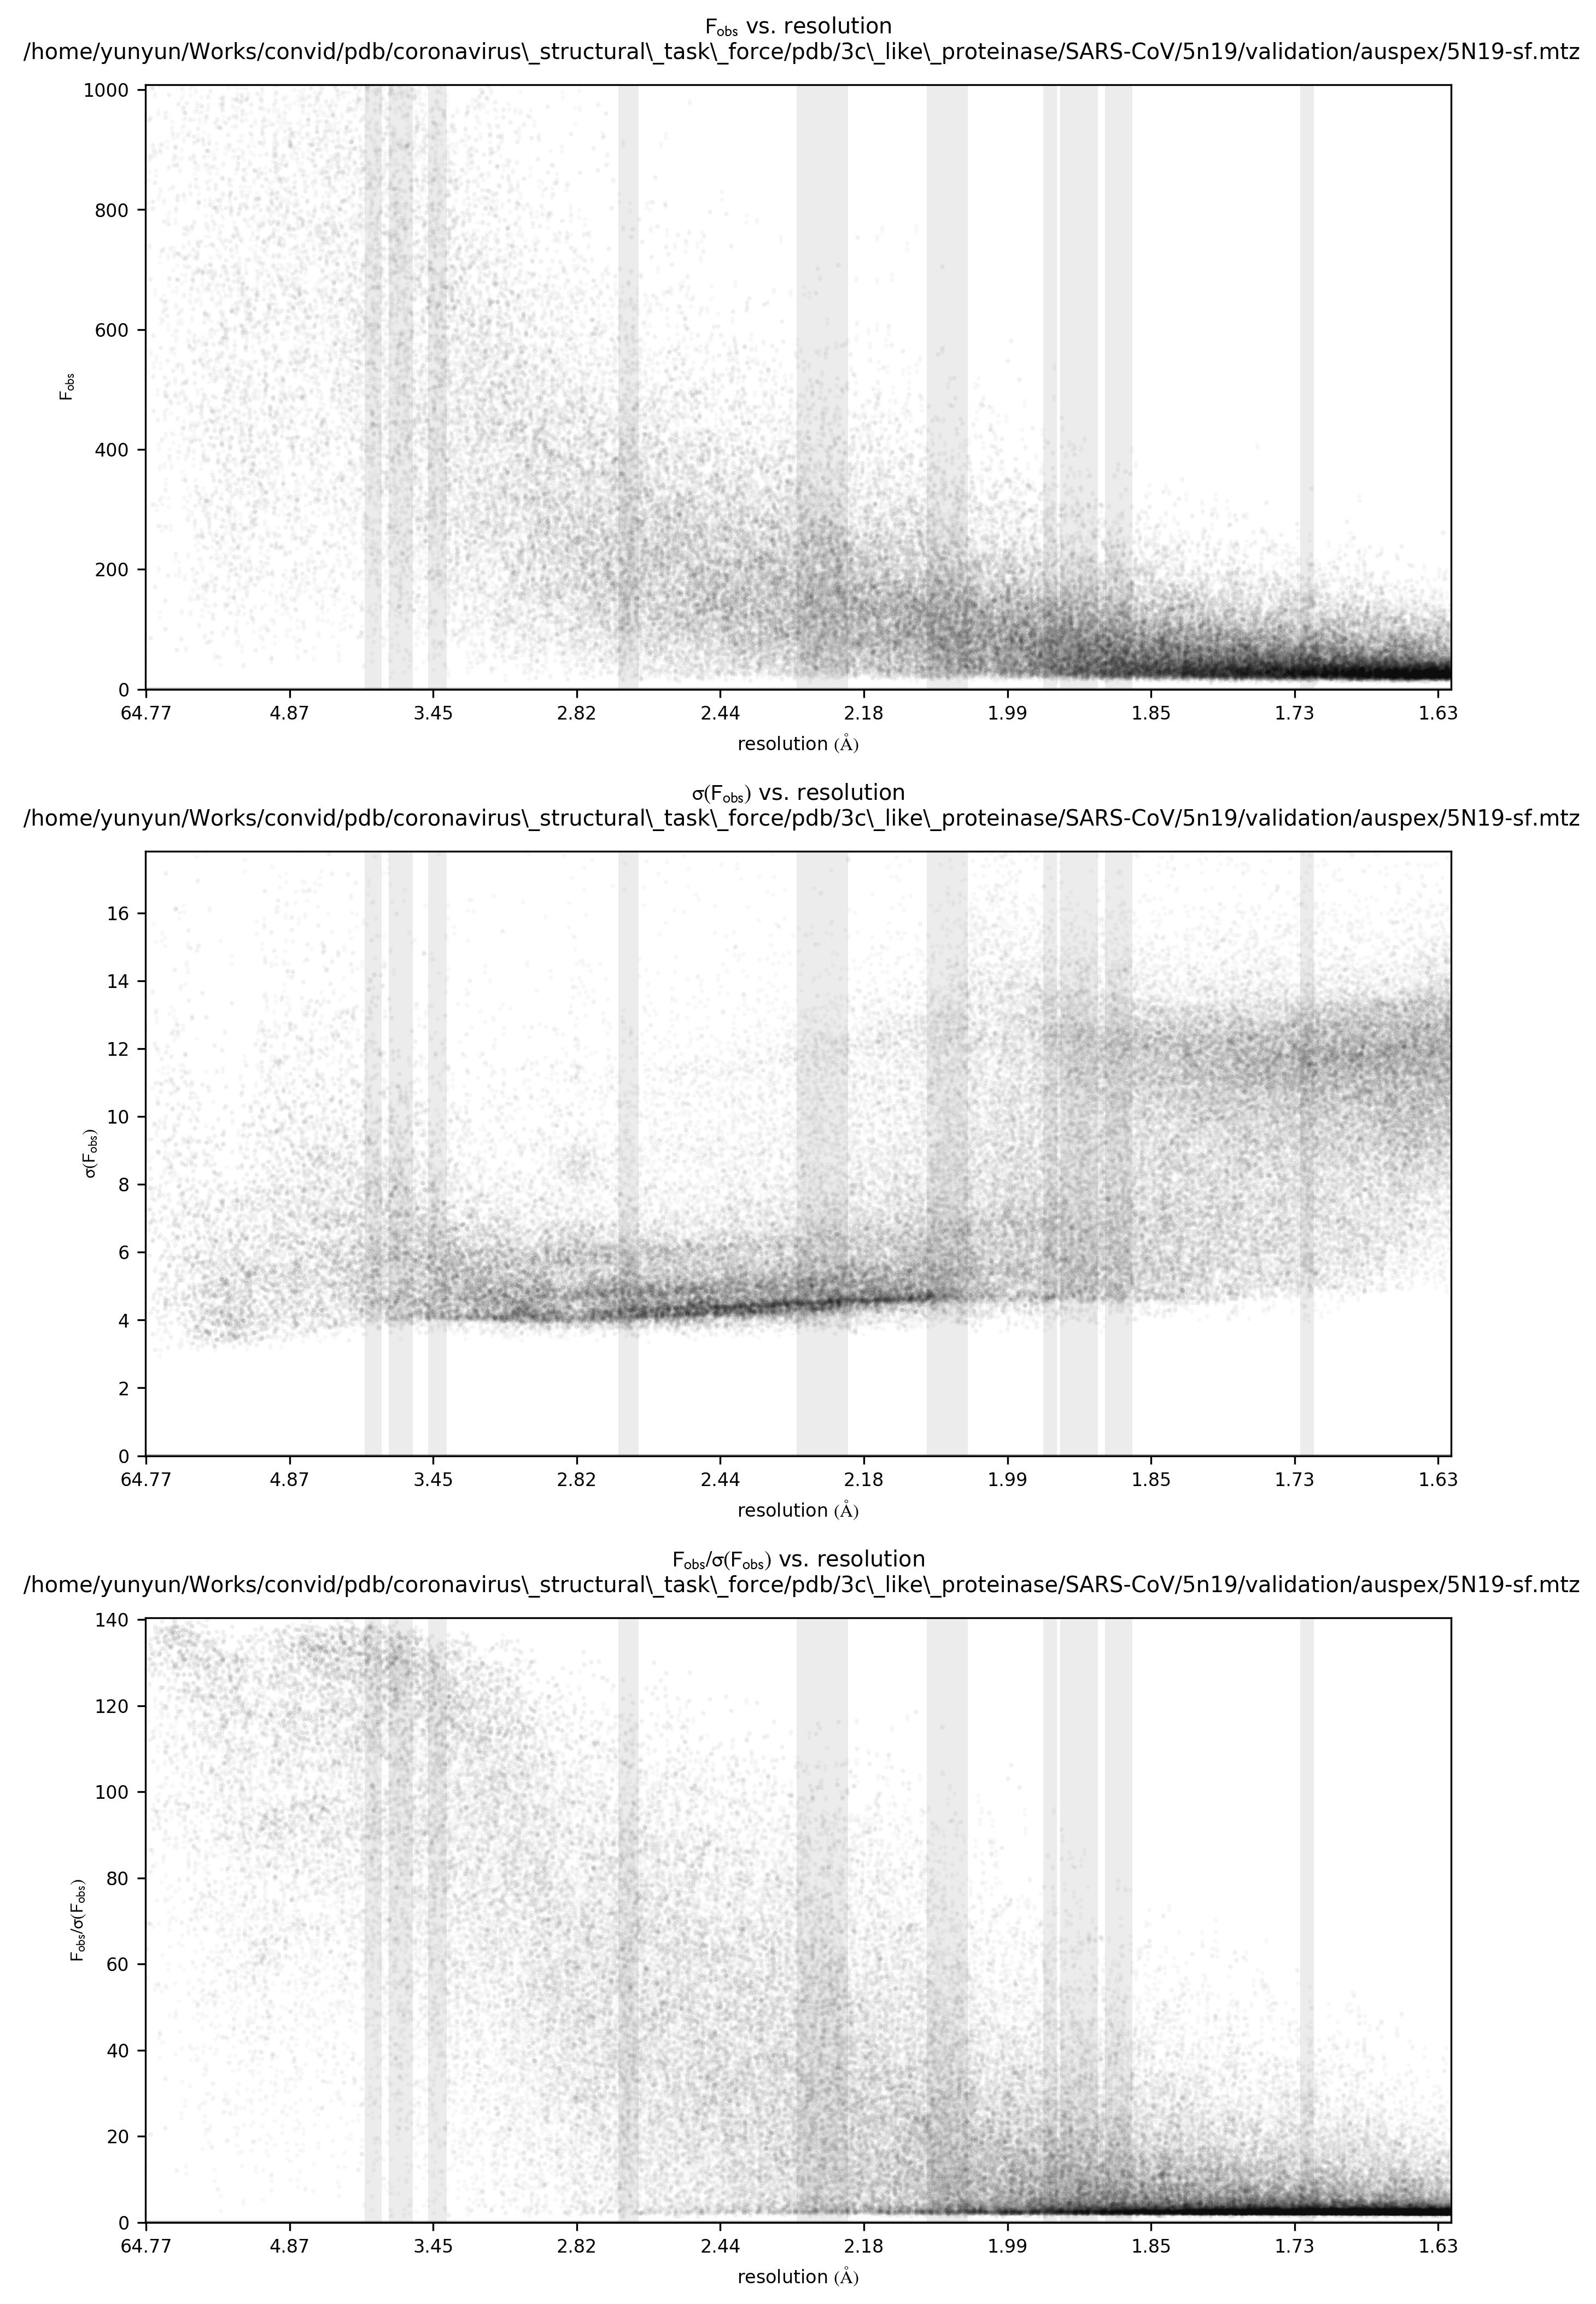 Fobs vs. resolution
/home/yunyun/Works/convid/pdb/coronavirus\_structural\_task\_force/pdb/3c\_like\_proteinase/SARS-CoV/5n19/validation/auspex/5N19-sf.mtz
1000
800
600
400
200
0
Fobs
64.77 4.87 3.45 2.82 2.44 2.18 1.99 1.85 1.73 1.63
resolution (Å)
σ(Fobs) vs. resolution
/home/yunyun/Works/convid/pdb/coronavirus\_structural\_task\_force/pdb/3c\_like\_proteinase/SARS-CoV/5n19/validation/auspex/5N19-sf.mtz
16
14
12
10
8
6
4
2
0
σ(Fobs)
64.77 4.87 3.45 2.82 2.44 2.18 1.99 1.85 1.73 1.63
resolution (Å)
Fobs/σ(Fobs) vs. resolution
/home/yunyun/Works/convid/pdb/coronavirus\_structural\_task\_force/pdb/3c\_like\_proteinase/SARS-CoV/5n19/validation/auspex/5N19-sf.mtz
140
120
100
80
60
40
20
0
Fobs/σ(Fobs)
64.77 4.87 3.45 2.82 2.44 2.18 1.99 1.85 1.73 1.63
resolution (Å)